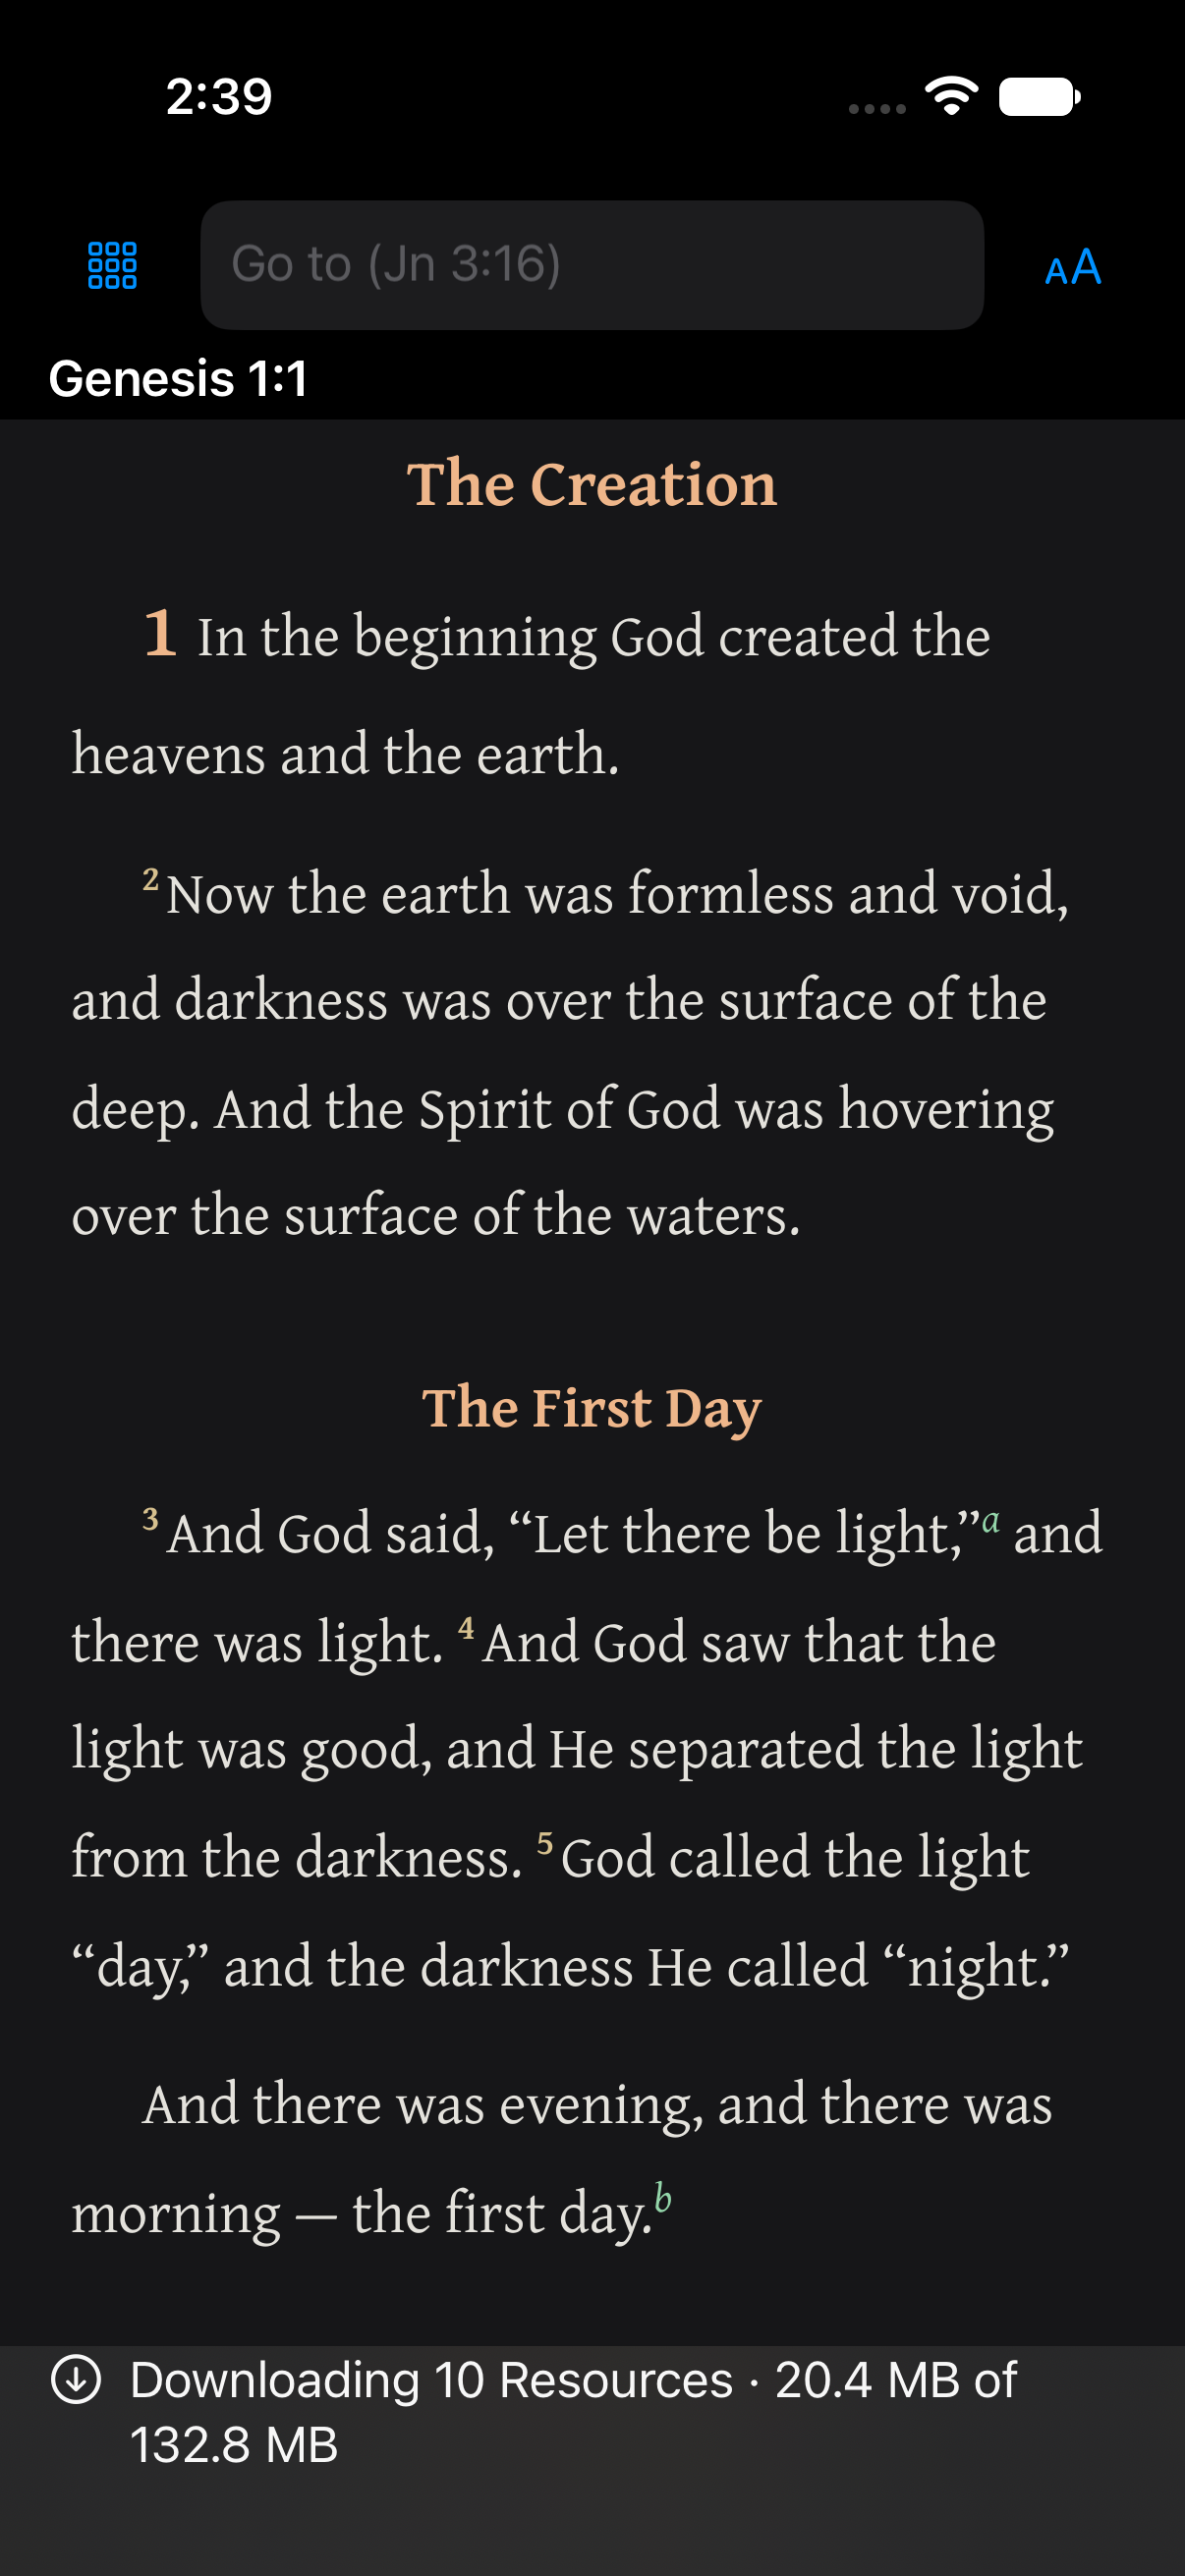 2:39
Go to (Jn 3:16)
AA
Genesis 1:1
The Creation
1 In the beginning God created the
heavens and the earth.
2 Now the earth was formless and void,
and darkness was over the surface of the
deep. And the Spirit of God was hovering
over the surface of the waters.
The First Day
3 And God said, “Let there be light,”a and
there was light. 4 And God saw that the
light was good, and He separated the light
from the darkness. 5 God called the light
“day,” and the darkness He called “night.”
And there was evening, and there was
morning — the first day.b
Downloading 10 Resources · 20.4 MB of
132.8 MB